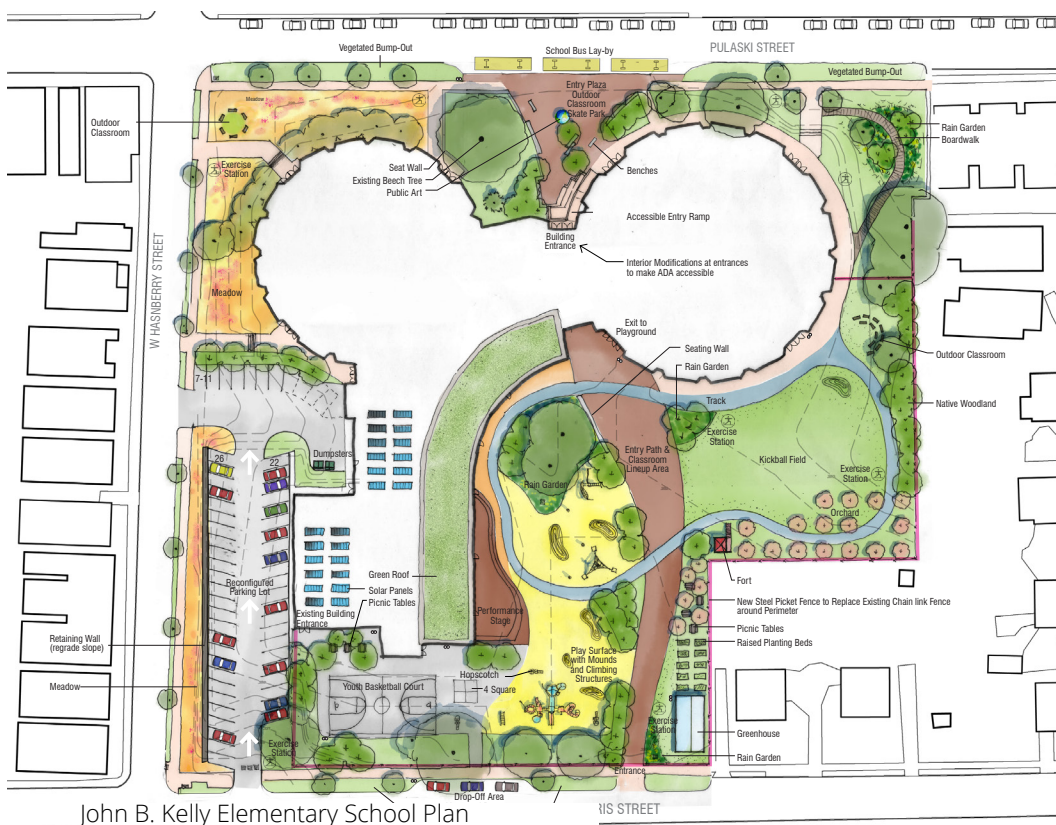 PULASKI STREET
Vegetated Bump-Out
School Bus Lay-by
Vegetated Bump-Out
Entry Plaza
Outdoor
Classroom
Skate Park
Meadow
Outdoor
Classroom
Rain Garden
Boardwalk
Exercise
Station
Seat Wall
Existing Beech Tree
Public Art
Benches
Accessible Entry Ramp
Building
Entrance
Interior Modifications at entrances
to make ADA accessible
W HASNBERRY STREET
Meadow
Exit to
Playground
Seating Wall
Rain Garden
Outdoor Classroom
7-11
Track
Exercise
Station
Native Woodland
Entry Path &
Classroom
Lineup Area
Kickball Field
Exercise
Station
26
22
Dumpsters
Rain Garden
Orchard
Reconfigured
Parking Lot
Green Roof
Solar Panels
Picnic Tables
Existing Building
Entrance
Performance
Stage
Fort
New Steel Picket Fence to Replace Existing Chain link Fence
around Perimeter
Picnic Tables
Raised Planting Beds
Retaining Wall
(regrade slope)
Meadow
Play Surface
with Mounds
and Climbing
Structures
Hopscotch
4 Square
Youth Basketball Court
Exercise
Station
Exercise
Station
Greenhouse
Rain Garden
Entrance
7
Drop-Off Area
RIS STREET
John B. Kelly Elementary School Plan